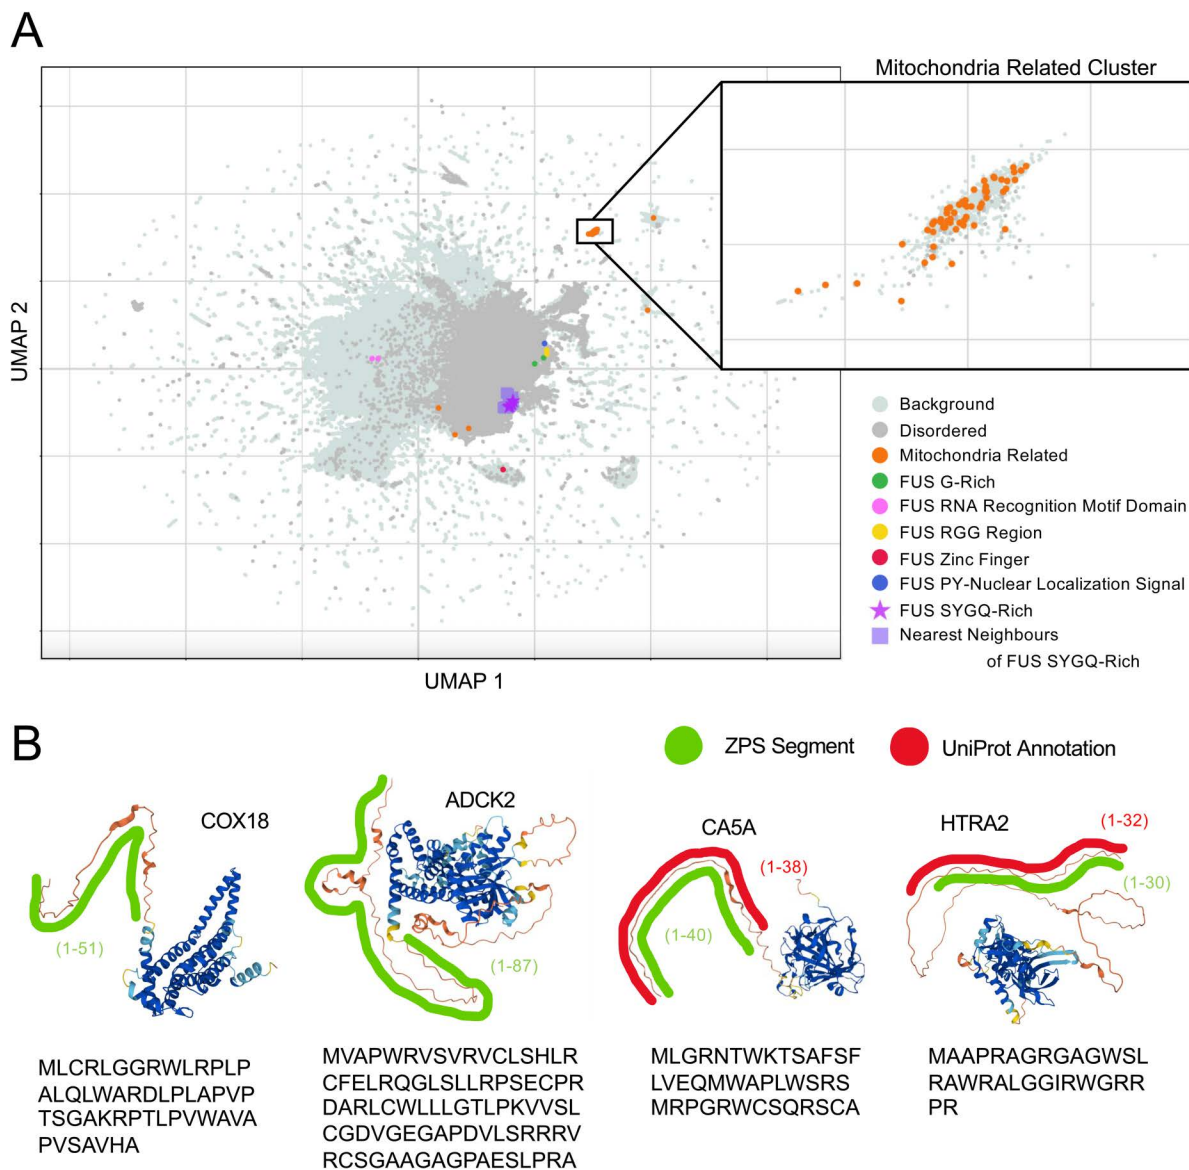 A
Mitochondria Related Cluster
UMAP 2
UMAP 1
Background
Disordered
Mitochondria Related
FUS G-Rich
FUS RNA Recognition Motif Domain
FUS RGG Region
FUS Zinc Finger
FUS PY-Nuclear Localization Signal
FUS SYGQ-Rich
Nearest Neighbours
of FUS SYGQ-Rich
B
ZPS Segment
UniProt Annotation
COX18
(1-51)
MLCRLGGRWLRPLP
ALQLWARDLPLAPVP
TSGAKRPTLPVWAVA
PVSAVHA
ADCK2
(1-87)
MVAPWRVSVRVCLSHLR
CFELRQGLSLLRPSECPR
DARLCWLLLGTLPKVVSL
CGDVGEGAPDVLSRRRV
RCSGAAGAGPAESLPRA
CA5A
(1-38)
(1-40)
MLGRNTWKTSAFSF
LVEQMWAPLWSRS
MRPGRWCSQRSCA
HTRA2
(1-32)
(1-30)
MAAPRAGRGAGWSL
RAWRALGGIRWGRR
PR